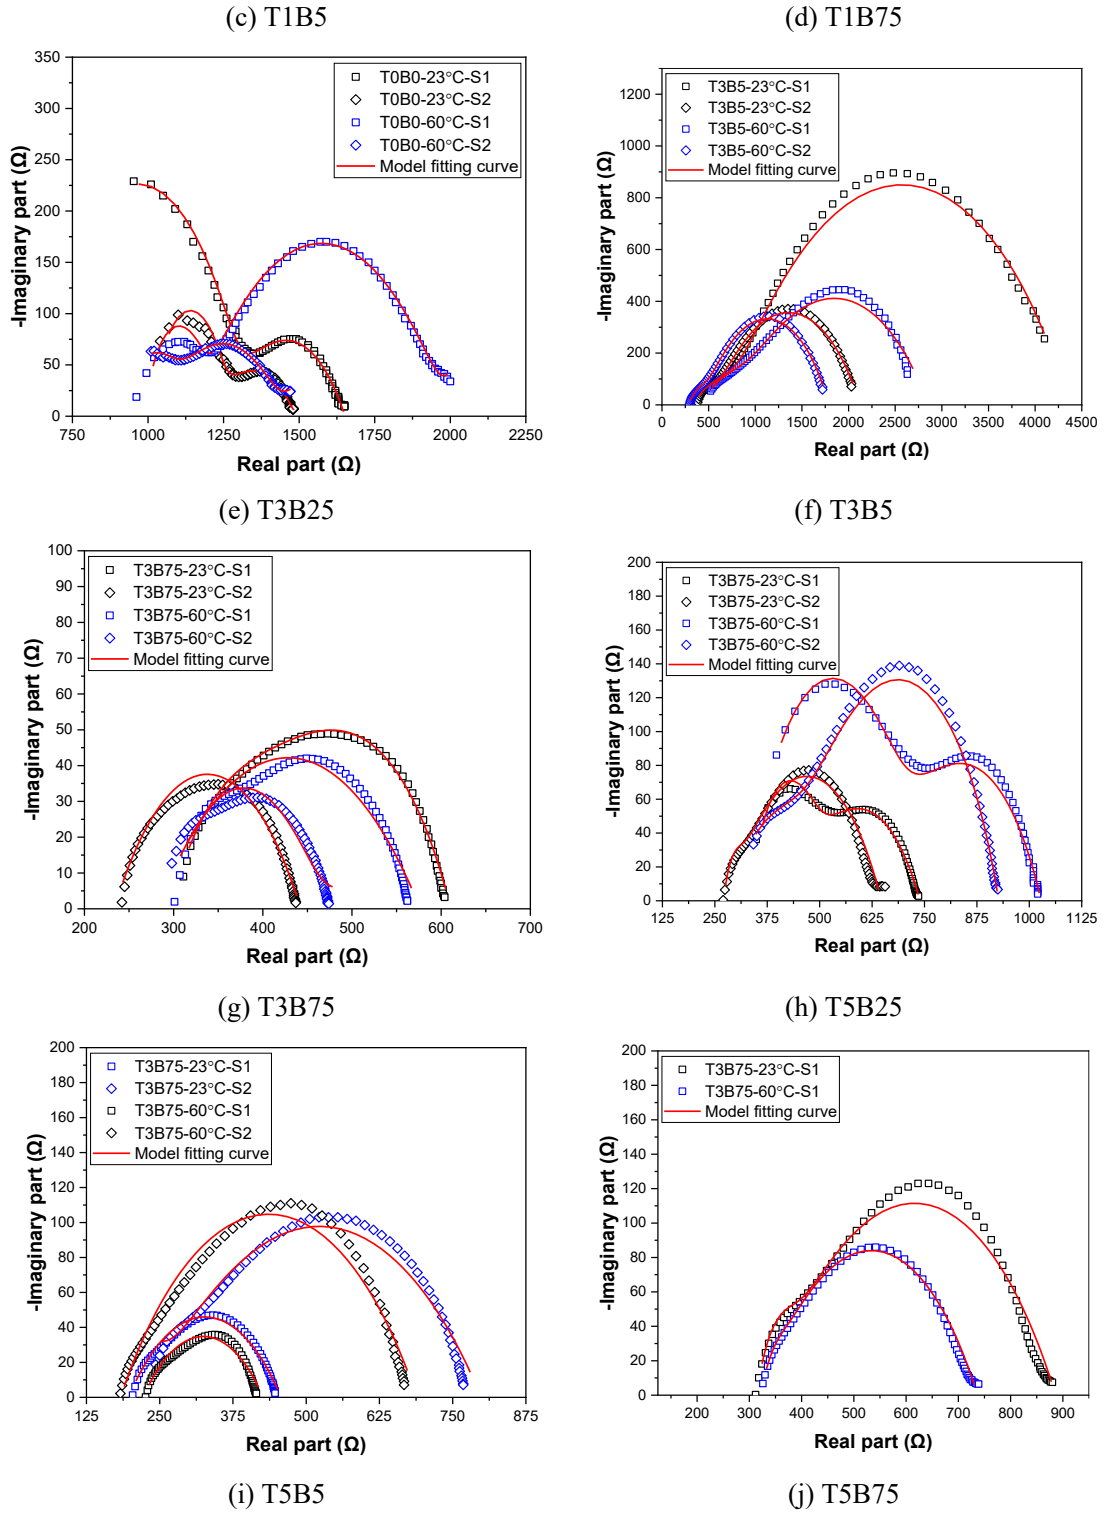 (c) T1B5
(d) T1B75
350
300
250
200
150
100
50
0
-Imaginary part (Ω)
T0B0-23°C-S1
T0B0-23°C-S2
T0B0-60°C-S1
T0B0-60°C-S2
Model fitting curve
750 1000 1250 1500 1750 2000 2250
Real part (Ω)
1200
1000
800
600
400
200
0
-Imaginary part (Ω)
T3B5-23°C-S1
T3B5-23°C-S2
T3B5-60°C-S1
T3B5-60°C-S2
Model fitting curve
0 500 1000 1500 2000 2500 3000 3500 4000 4500
Real part (Ω)
(e) T3B25
(f) T3B5
100
90
80
70
60
50
40
30
20
10
0
-Imaginary part (Ω)
T3B75-23°C-S1
T3B75-23°C-S2
T3B75-60°C-S1
T3B75-60°C-S2
Model fitting curve
200 300 400 500 600 700
Real part (Ω)
200
180
160
140
120
100
80
60
40
20
0
-Imaginary part (Ω)
T3B75-23°C-S1
T3B75-23°C-S2
T3B75-60°C-S1
T3B75-60°C-S2
Model fitting curve
125 250 375 500 625 750 875 1000 1125
Real part (Ω)
(g) T3B75
(h) T5B25
200
180
160
140
120
100
80
60
40
20
0
-Imaginary part (Ω)
T3B75-23°C-S1
T3B75-23°C-S2
T3B75-60°C-S1
T3B75-60°C-S2
Model fitting curve
125 250 375 500 625 750 875
Real part (Ω)
200
180
160
140
120
100
80
60
40
20
0
-Imaginary part (Ω)
T3B75-23°C-S1
T3B75-60°C-S1
Model fitting curve
200 300 400 500 600 700 800 900
Real part (Ω)
(i) T5B5
(j) T5B75